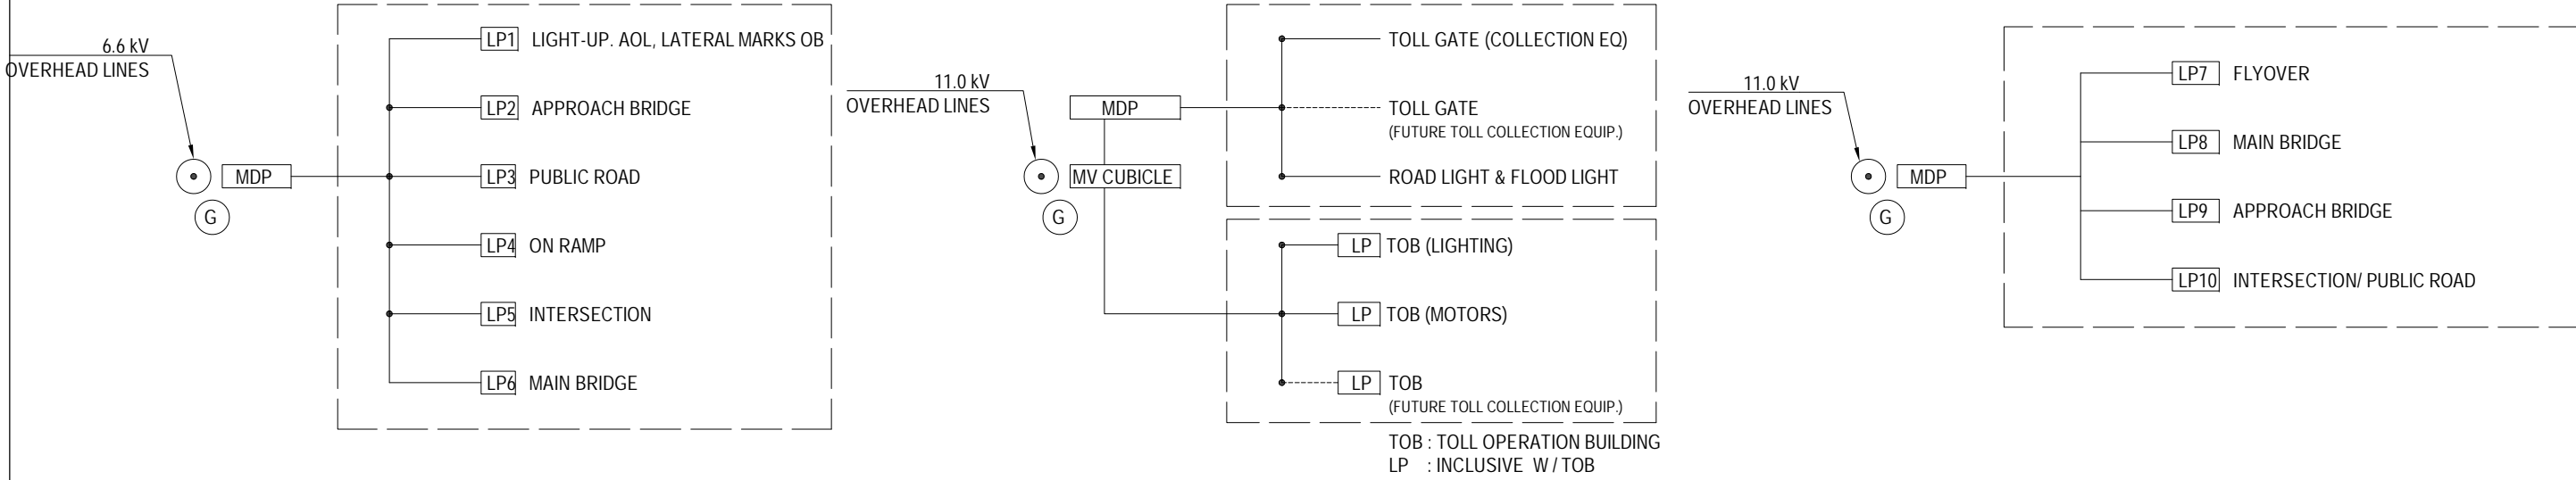 6.6 kV
OVERHEAD LINES
MDP
G
LP1 LIGHT-UP. AOL, LATERAL MARKS OB
LP2 APPROACH BRIDGE
LP3 PUBLIC ROAD
LP4 ON RAMP
LP5 INTERSECTION
LP6 MAIN BRIDGE
11.0 kV
OVERHEAD LINES
MDP
MV CUBICLE
G
TOLL GATE (COLLECTION EQ)
TOLL GATE
(FUTURE TOLL COLLECTION EQUIP.)
ROAD LIGHT & FLOOD LIGHT
LP TOB (LIGHTING)
LP TOB (MOTORS)
LP TOB
(FUTURE TOLL COLLECTION EQUIP.)
TOB : TOLL OPERATION BUILDING
LP : INCLUSIVE W / TOB
11.0 kV
OVERHEAD LINES
MDP
G
LP7 FLYOVER
LP8 MAIN BRIDGE
LP9 APPROACH BRIDGE
LP10 INTERSECTION/ PUBLIC ROAD